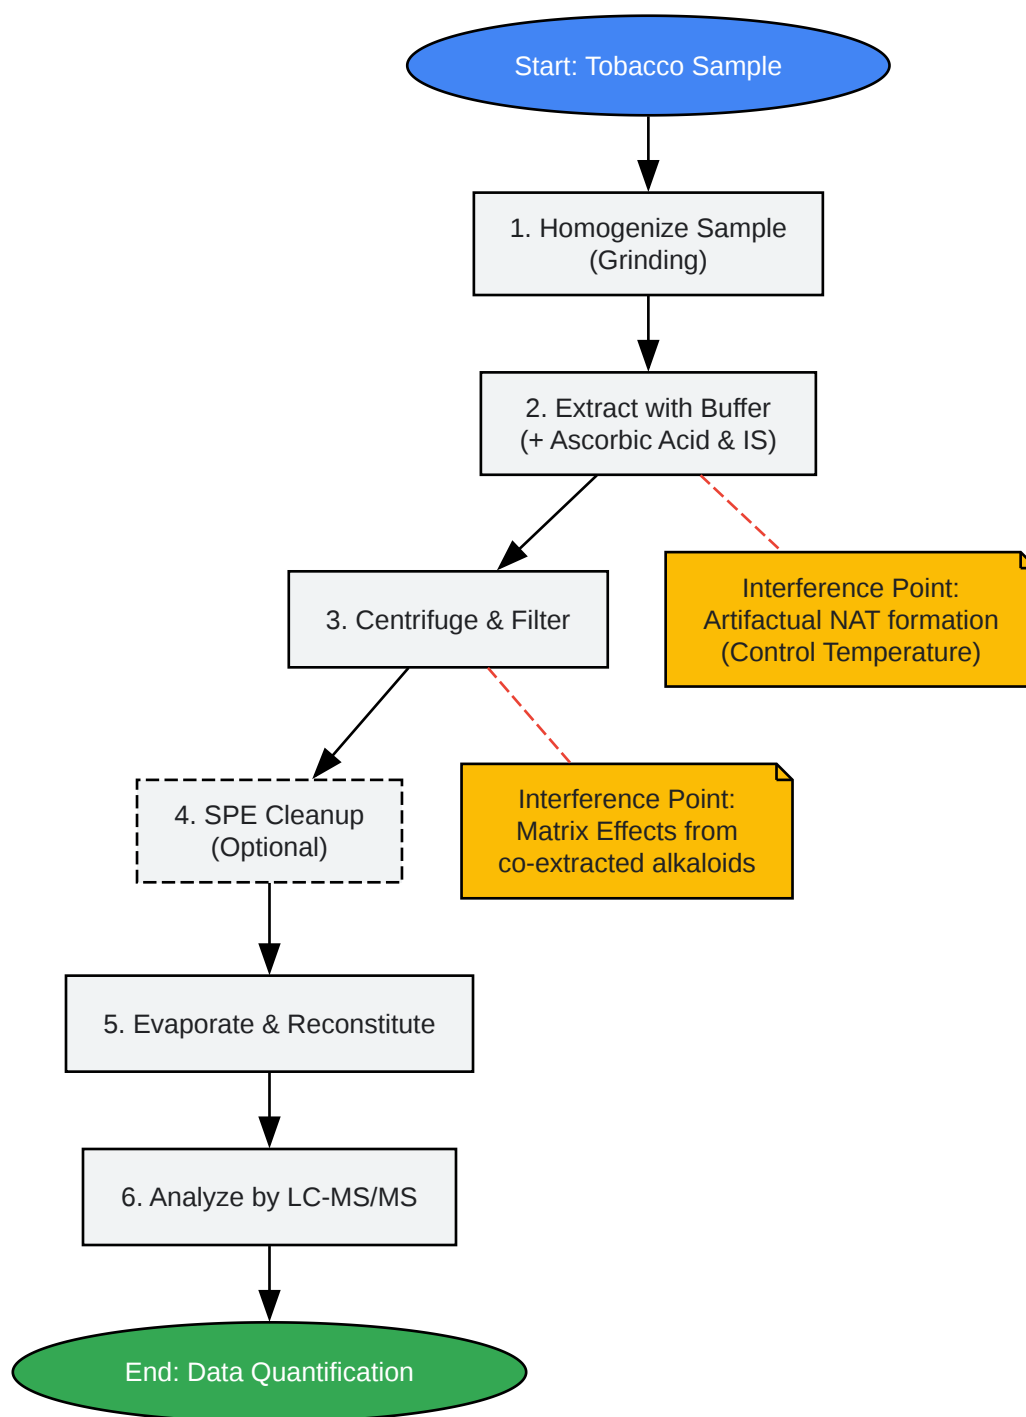 Start: Tobacco Sample
1. Homogenize Sample
(Grinding)
2. Extract with Buffer
(+ Ascorbic Acid & IS)
Interference Point:
Artifactual NAT formation
(Control Temperature)
3. Centrifuge & Filter
Interference Point:
Matrix Effects from
co-extracted alkaloids
4. SPE Cleanup
(Optional)
5. Evaporate & Reconstitute
6. Analyze by LC-MS/MS
End: Data Quantification